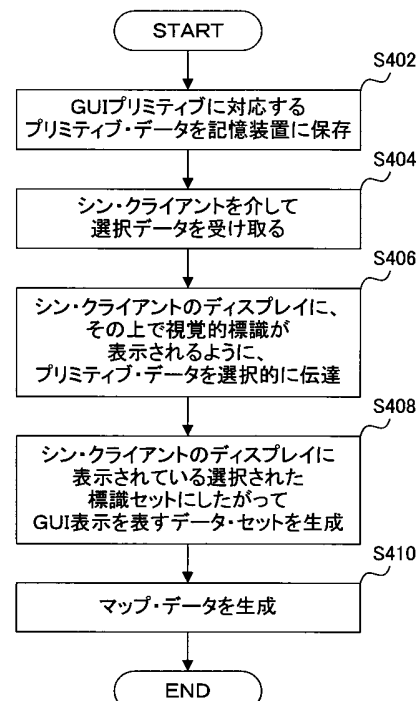 START
S402
GUIプリミティブに対応する
プリミティブ・データを記憶装置に保存
S404
シン・クライアントを介して
選択データを受け取る
S406
シン・クライアントのディスプレイに、
その上で視覚的標識が
表示されるように、
プリミティブ・データを選択的に伝達
S408
シン・クライアントのディスプレイに
表示されている選択された
標識セットにしたがって
GUI表示を表すデータ・セットを生成
S410
マップ・データを生成
END